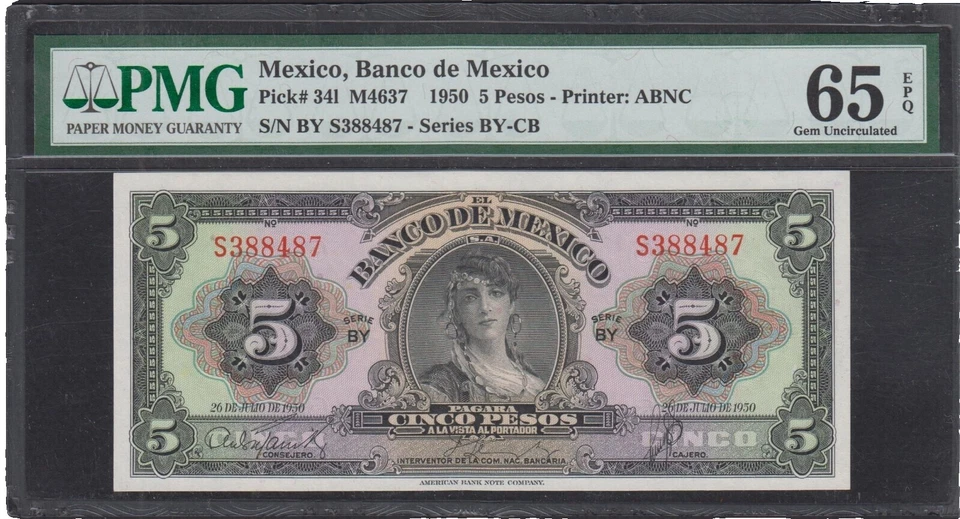 PMG
PAPER MONEY GUARANTY
Mexico, Banco de Mexico
Pick# 34l M4637 1950 5 Pesos - Printer: ABNC
S/N BY S388487 - Series BY-CB
65 EPQ
Gem Uncirculated
EL
BANCO DE MEXICO
S.A.
5 5
Nº Nº
S388487 S388487
5 5
SERIE BY SERIE BY
26 DE JULIO DE 1950 26 DE JULIO DE 1950
PAGARA
CINCO PESOS
A LA VISTA AL PORTADOR
5 CINCO 5
CONSEJERO. INTERVENTOR DE LA COM. NAC. BANCARIA CAJERO.
AMERICAN BANK NOTE COMPANY.